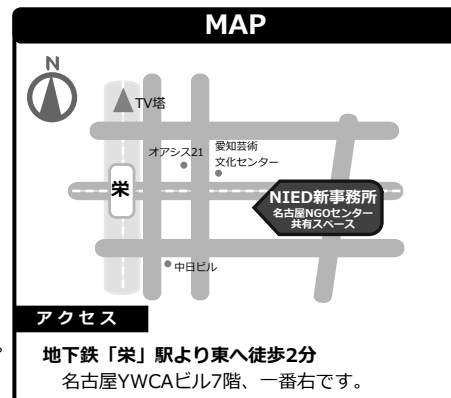 MAP
N
TV塔
オアシス21
愛知芸術
文化センター
栄
NIED新事務所
名古屋NGOセンター
共有スペース
中日ビル
アクセス
。
地下鉄「栄」駅より東へ徒歩2分
名古屋YWCAビル7階、一番右です。